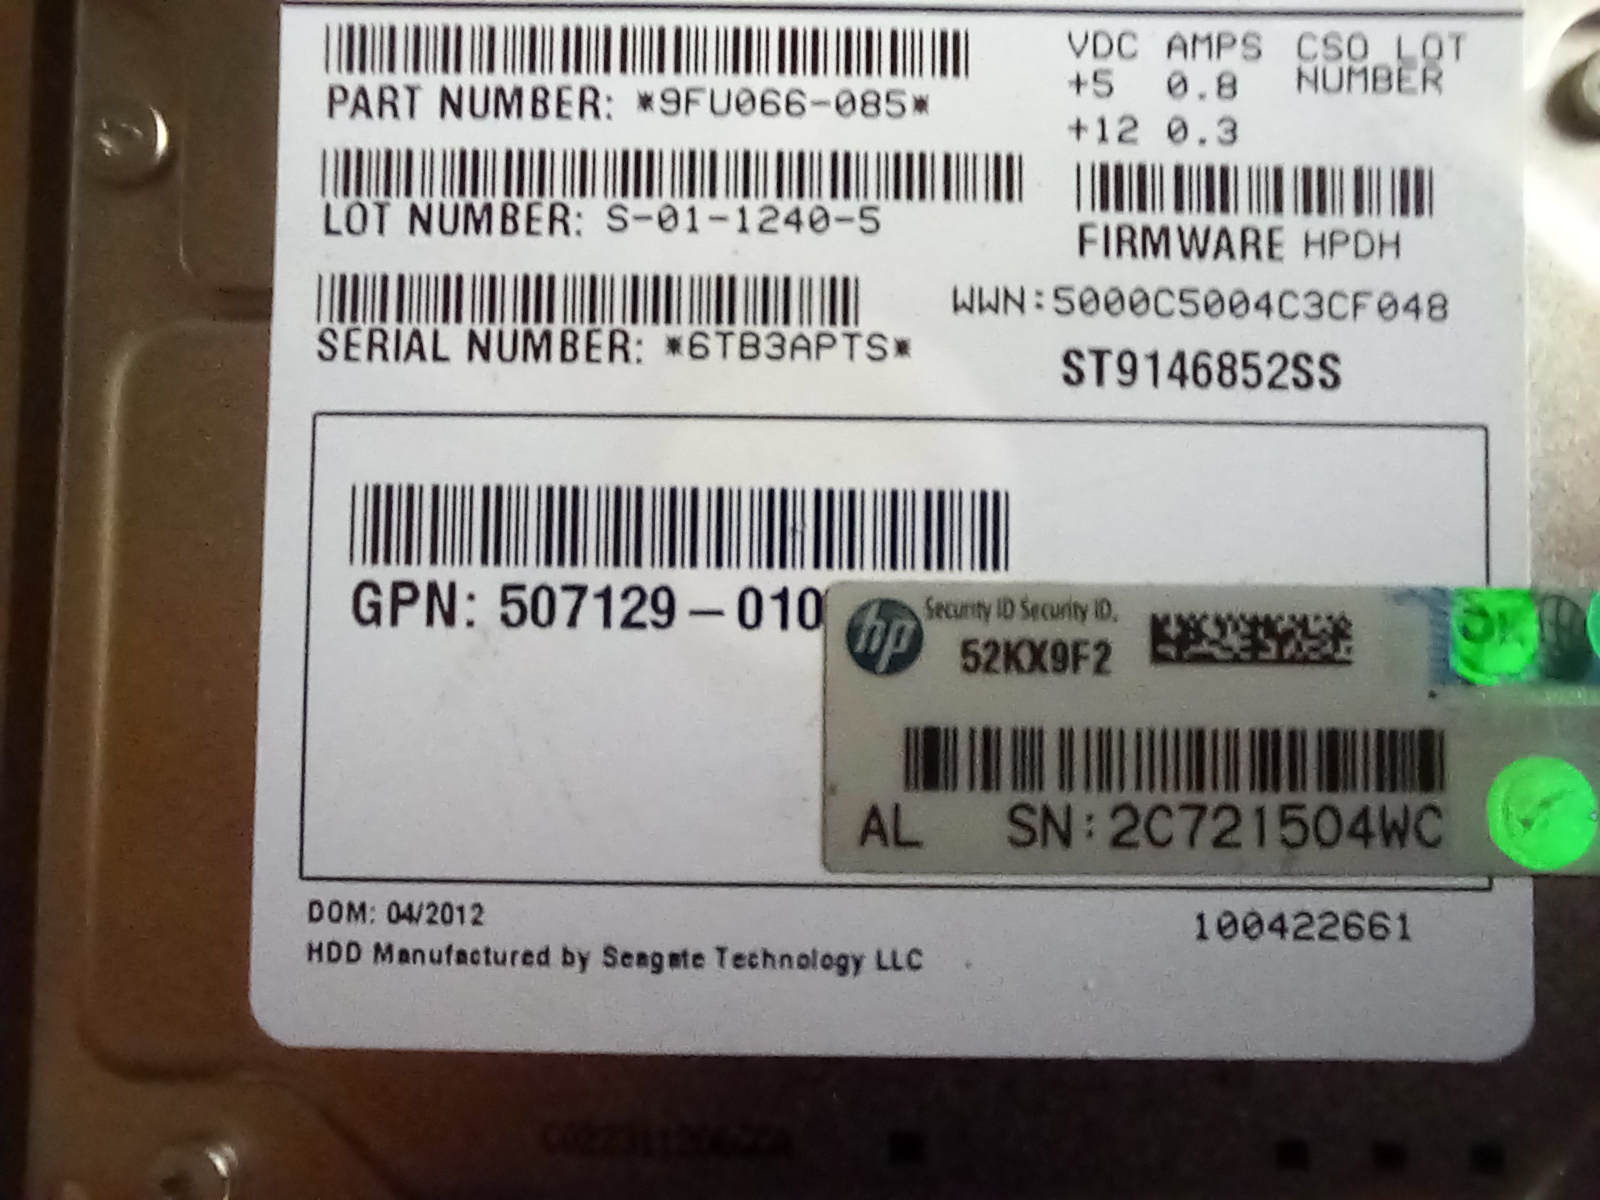 PART NUMBER: *9FU066-085*
VDC AMPS CSO LOT
+5 0.8 NUMBER
+12 0.3
LOT NUMBER: S-01-1240-5
FIRMWARE HPDH
WWN:5000C5004C3CF048
SERIAL NUMBER: *6TB3APTS*
ST9146852SS
GPN: 507129-010
hp
Security ID Security ID.
52KX9F2
OK
AL SN:2C721504WC
DOM: 04/2012
100422661
HDD Manufactured by Seagate Technology LLC